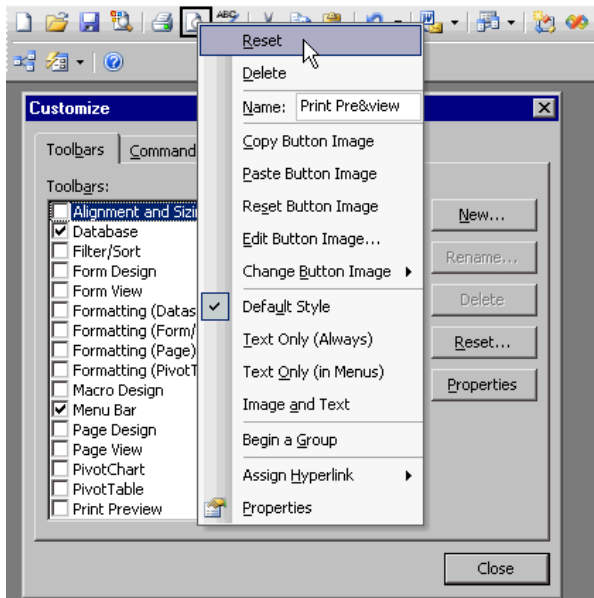 ABC
W
Reset
Delete
Name: Print Pre&view
Copy Button Image
Paste Button Image
Reset Button Image
Edit Button Image...
Change Button Image
Default Style
Text Only (Always)
Text Only (in Menus)
Image and Text
Begin a Group
Assign Hyperlink
Properties
Customize
Toolbars
Command
Toolbars:
Alignment and Sizi
Database
Filter/Sort
Form Design
Form View
Formatting (Datas
Formatting (Form/
Formatting (Page)
Formatting (PivotT
Macro Design
Menu Bar
Page Design
Page View
PivotChart
PivotTable
Print Preview
New...
Rename...
Delete
Reset...
Properties
Close